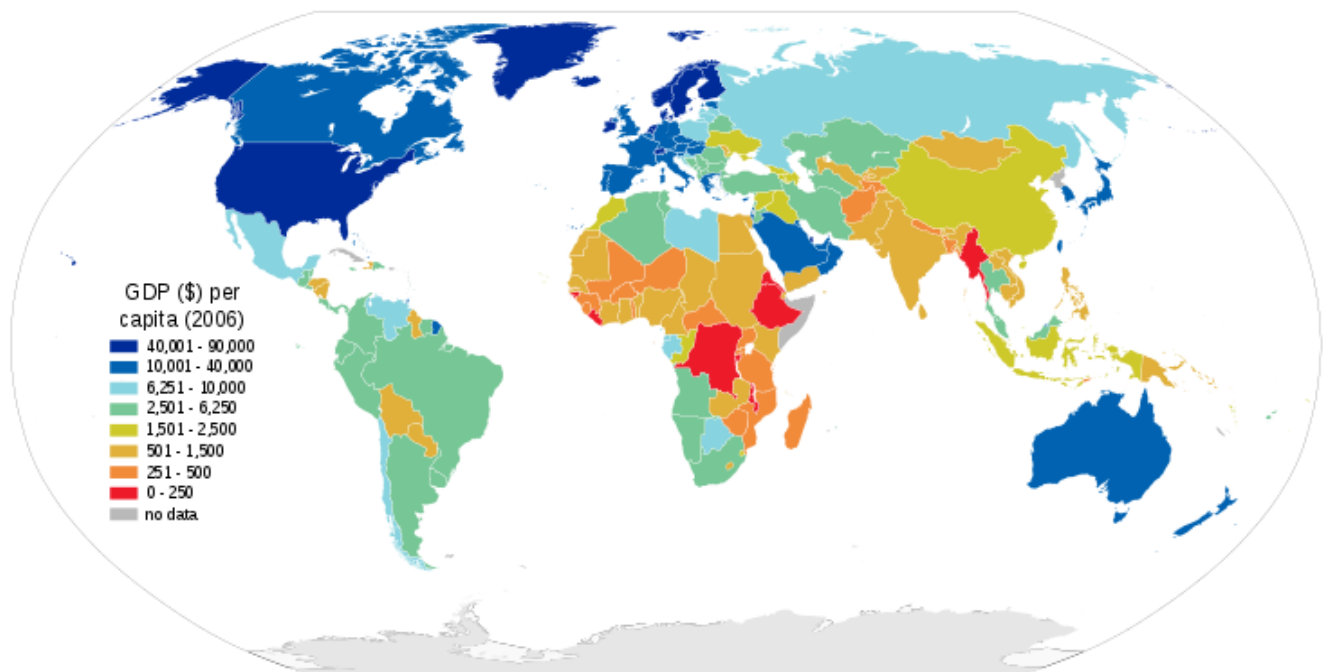 GDP ($) per
capita (2006)
40,001 - 90,000
10,001 - 40,000
6,251 - 10,000
2,501 - 6,250
1,501 - 2,500
501 - 1,500
251 - 500
0 - 250
no data